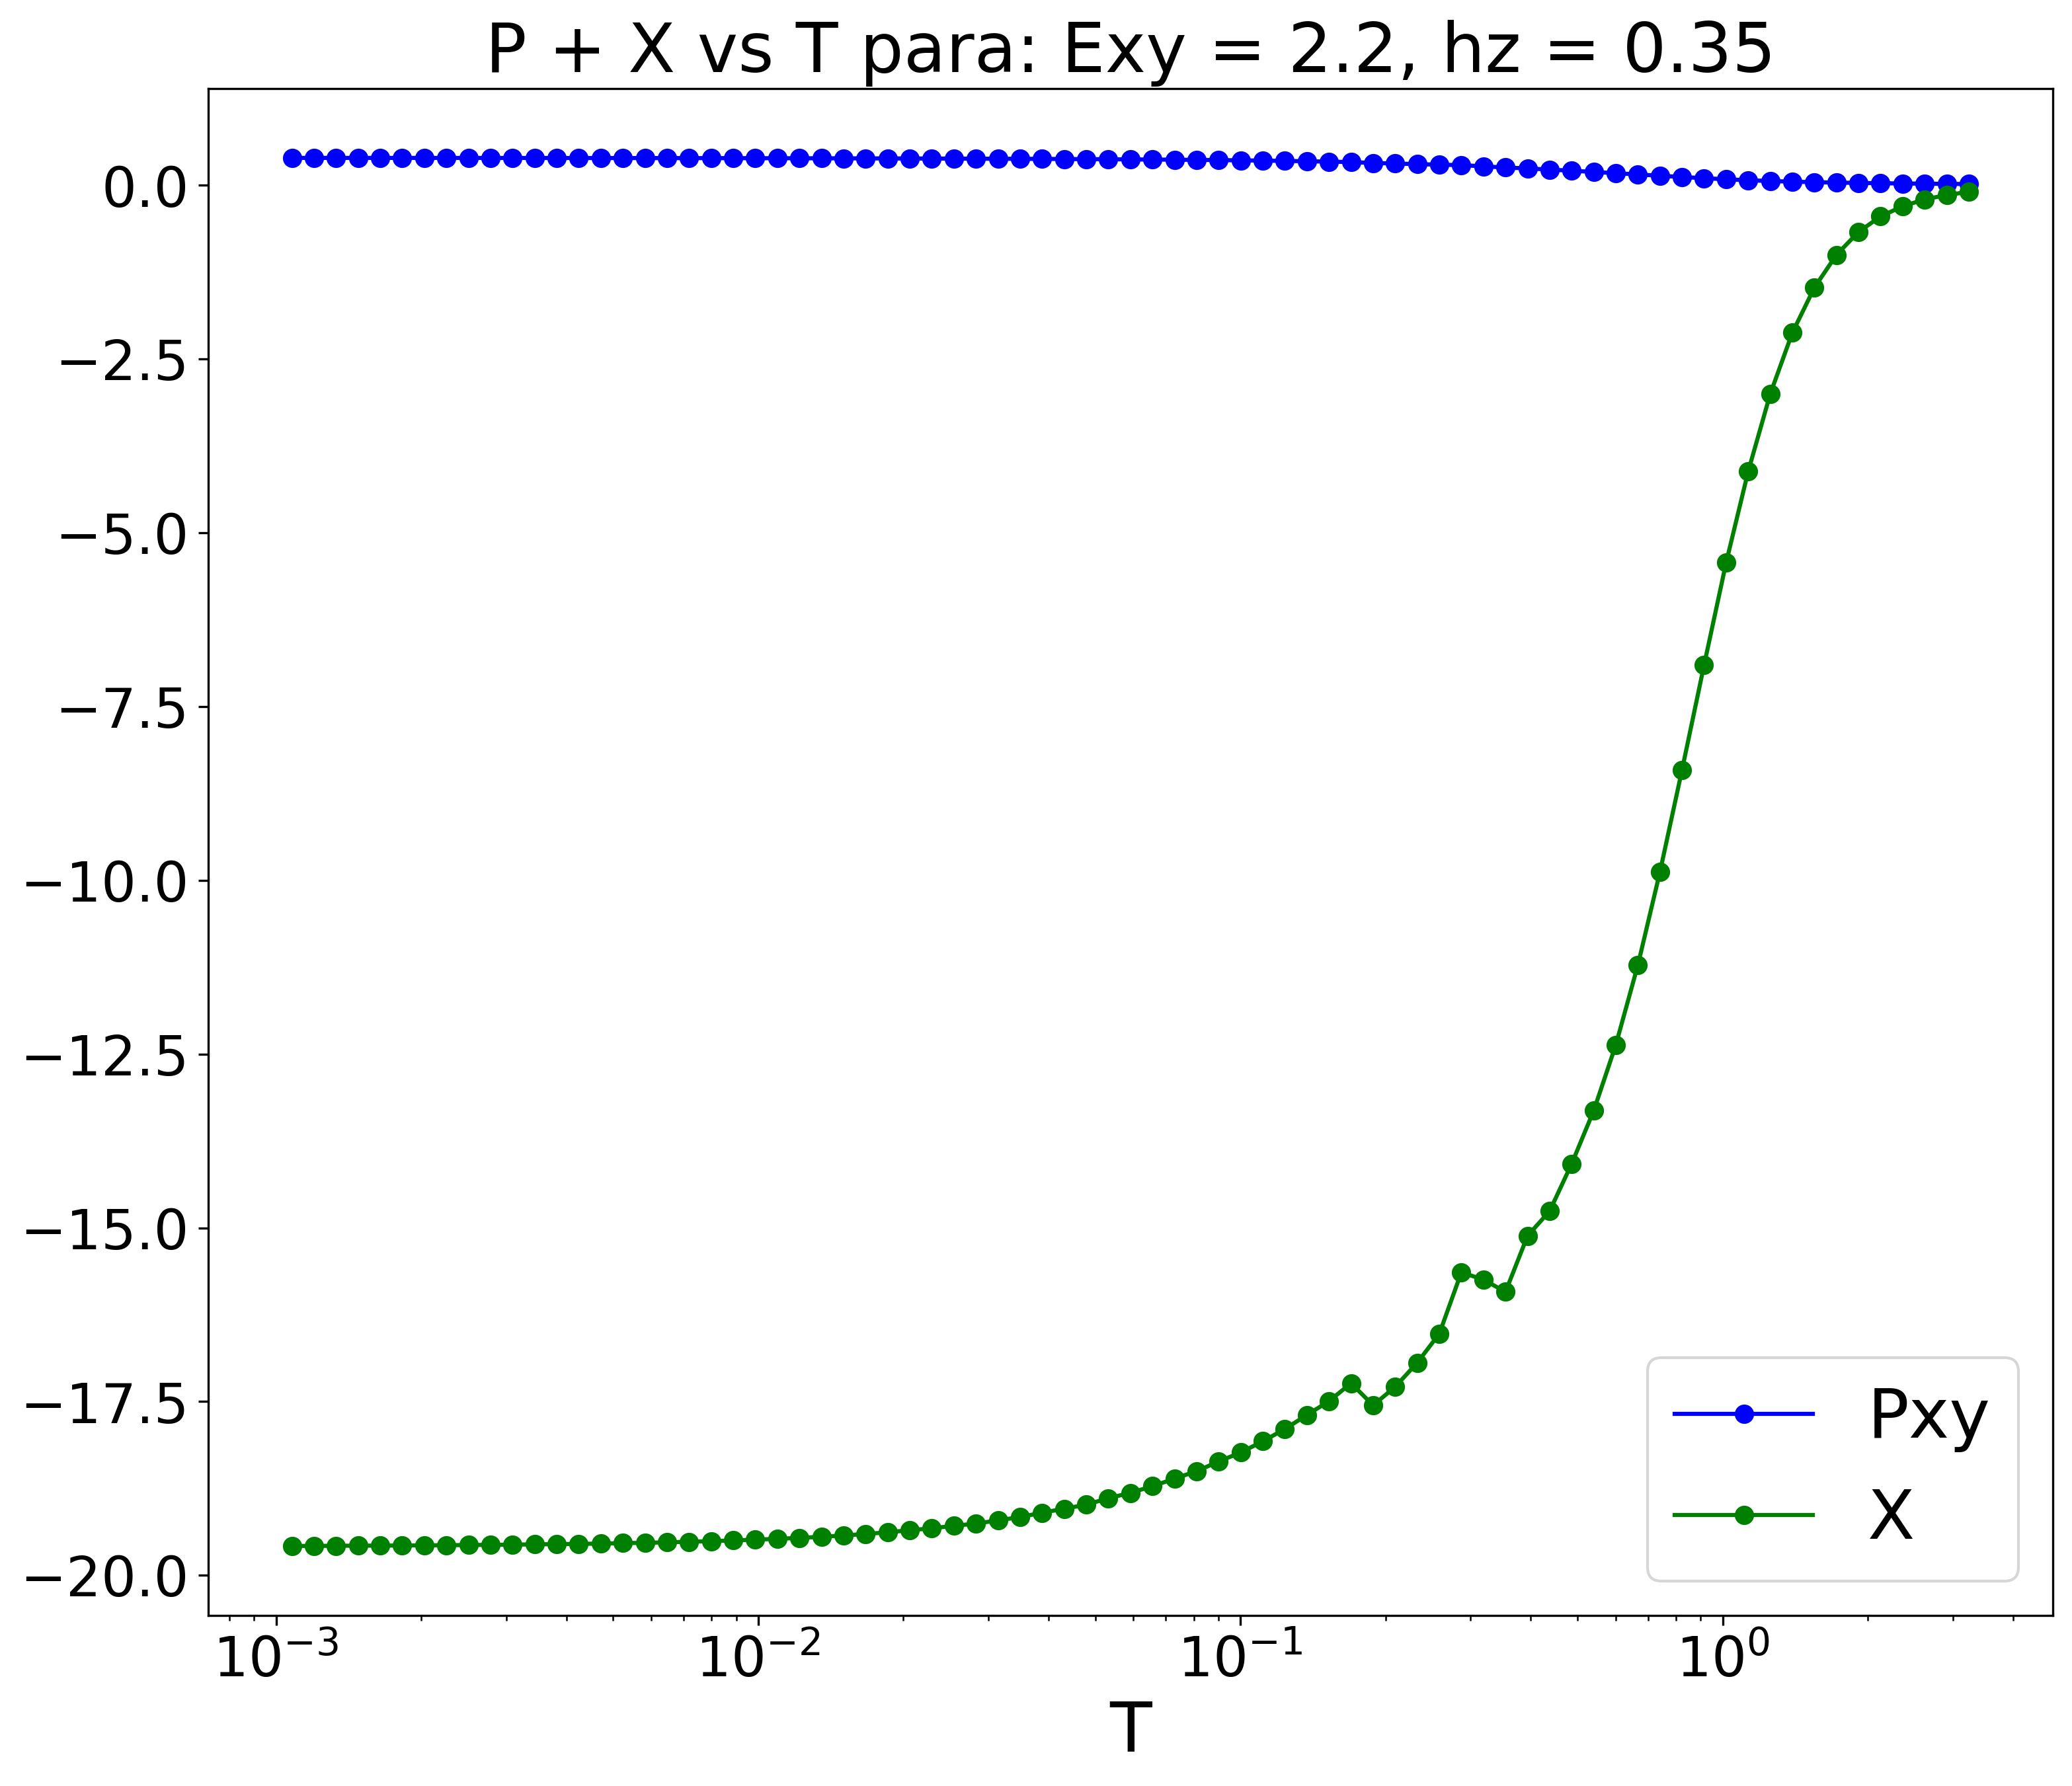 P + X vs T para: Exy = 2.2, hz = 0.35
0.0
−2.5
−5.0
−7.5
−10.0
−12.5
−15.0
−17.5
−20.0
Pxy
X
10⁻³ 10⁻² 10⁻¹ 10⁰
T